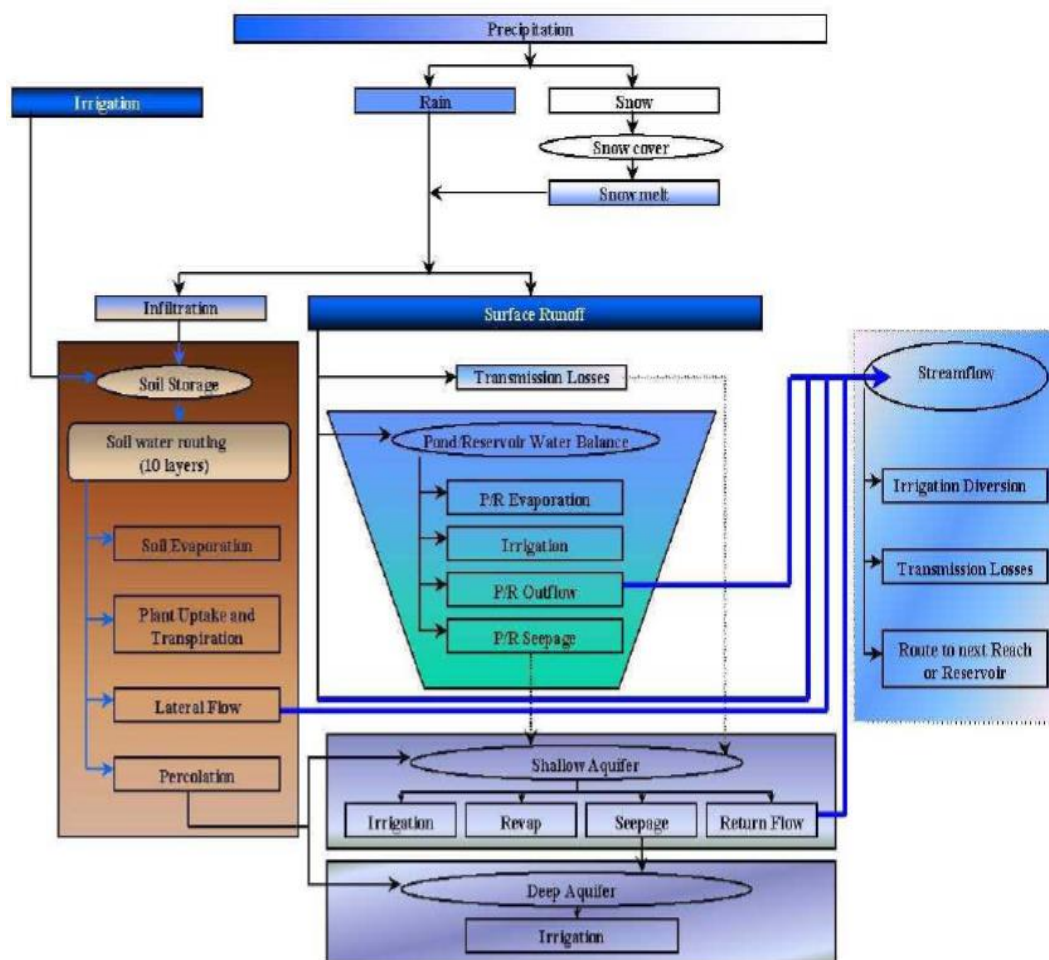 Precipitation
Irrigation
Rain
Snow
Snow cover
Snow melt
Infiltration
Surface Runoff
Soil Storage
Transmission Losses
Streamflow
Soil water routing
(10 layers)
Pond/Reservoir Water Balance
P/R Evaporation
Irrigation
P/R Outflow
P/R Seepage
Irrigation Diversion
Transmission Losses
Route to next Reach
or Reservoir
Soil Evaporation
Plant Uptake and
Transpiration
Lateral Flow
Percolation
Shallow Aquifer
Irrigation
Revap
Seepage
Return Flow
Deep Aquifer
Irrigation